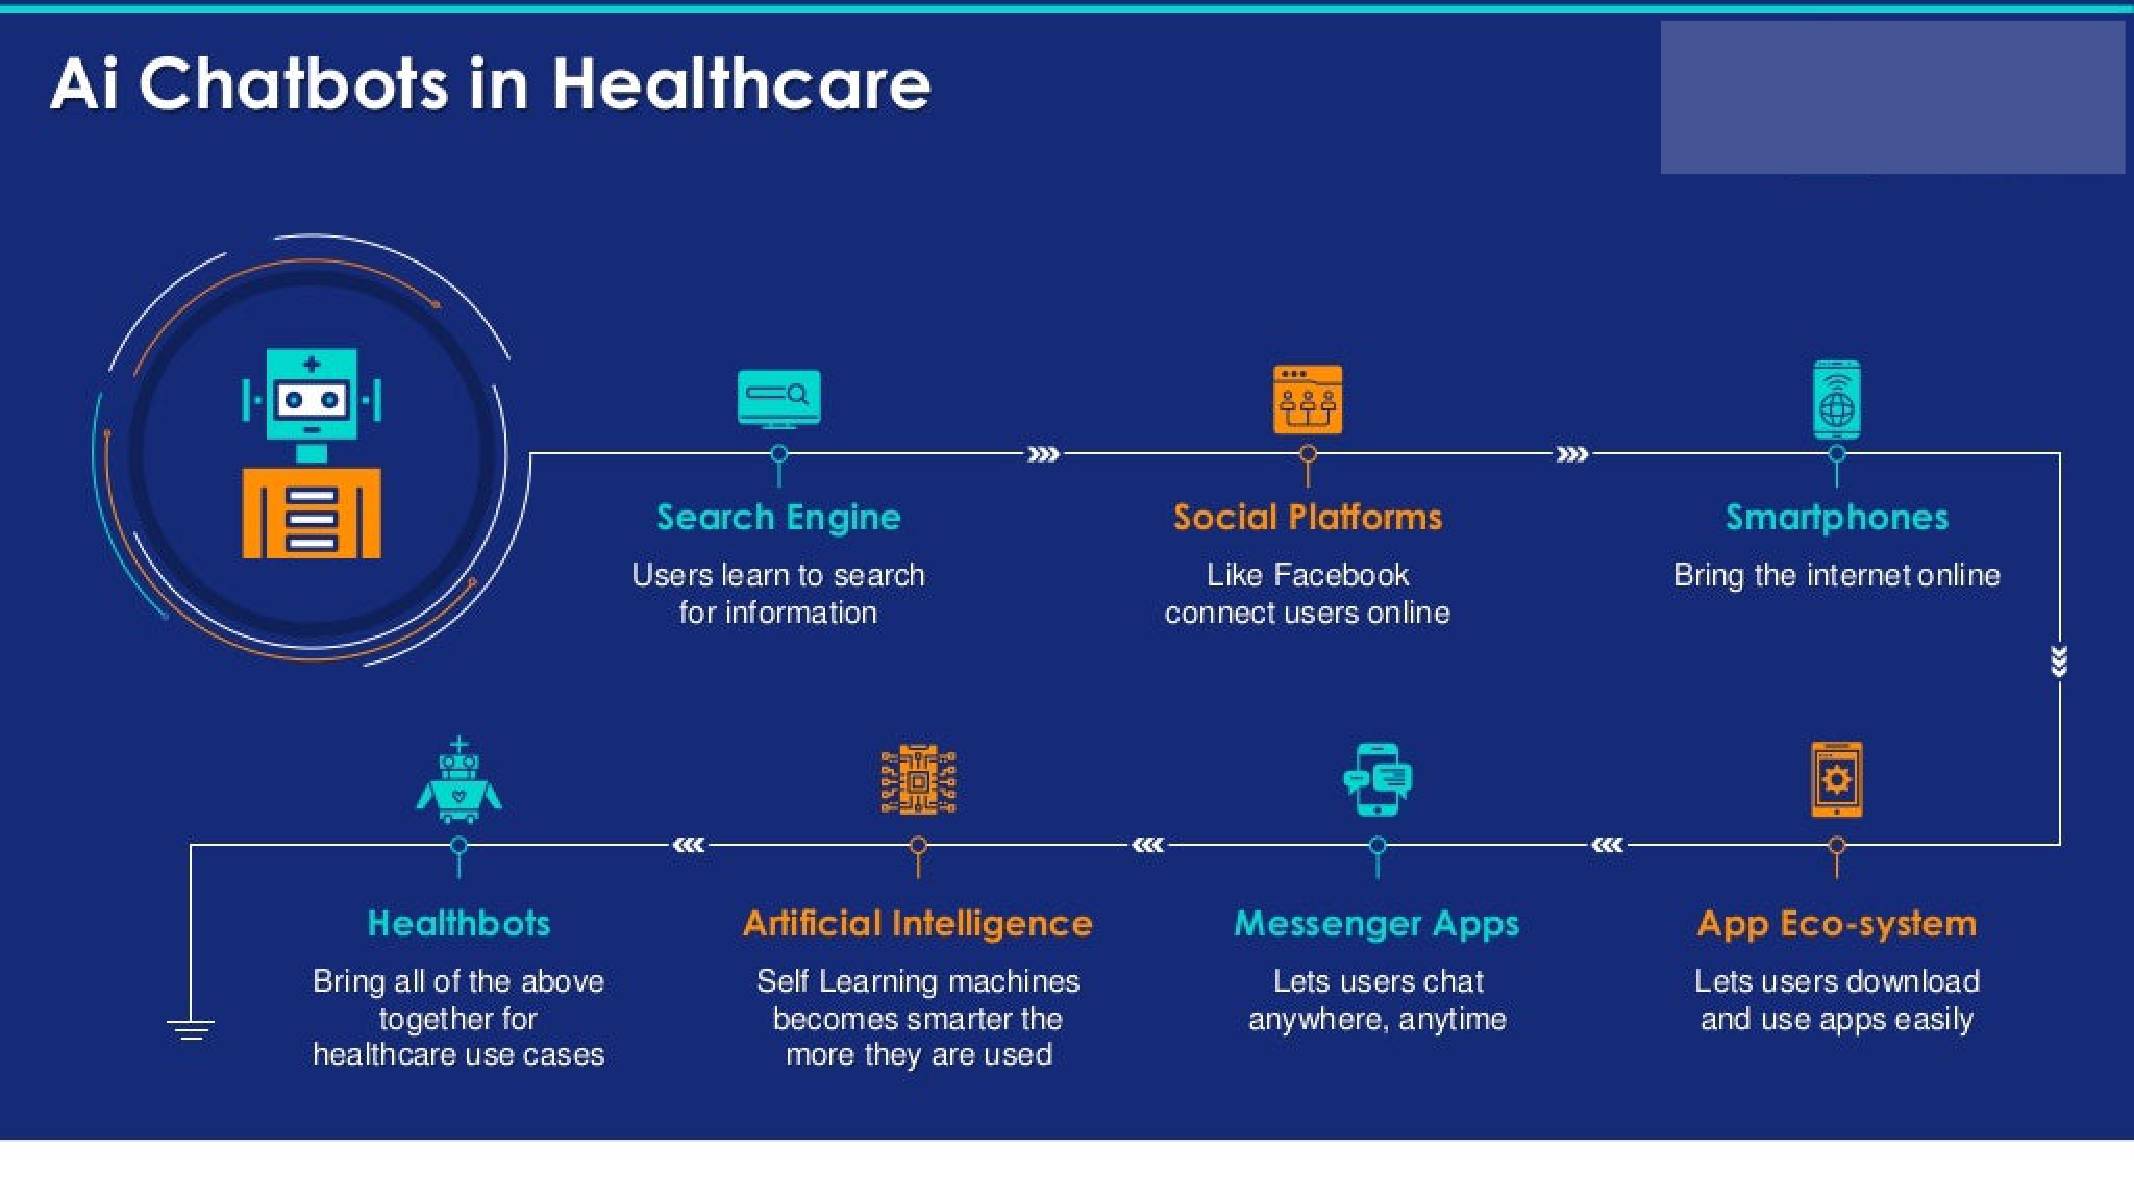 Ai Chatbots in Healthcare
Search Engine
Users learn to search
for information
Social Platforms
Like Facebook
connect users online
Smartphones
Bring the internet online
App Eco-system
Lets users download
and use apps easily
Messenger Apps
Lets users chat
anywhere, anytime
Artificial Intelligence
Self Learning machines
becomes smarter the
more they are used
Healthbots
Bring all of the above
together for
healthcare use cases